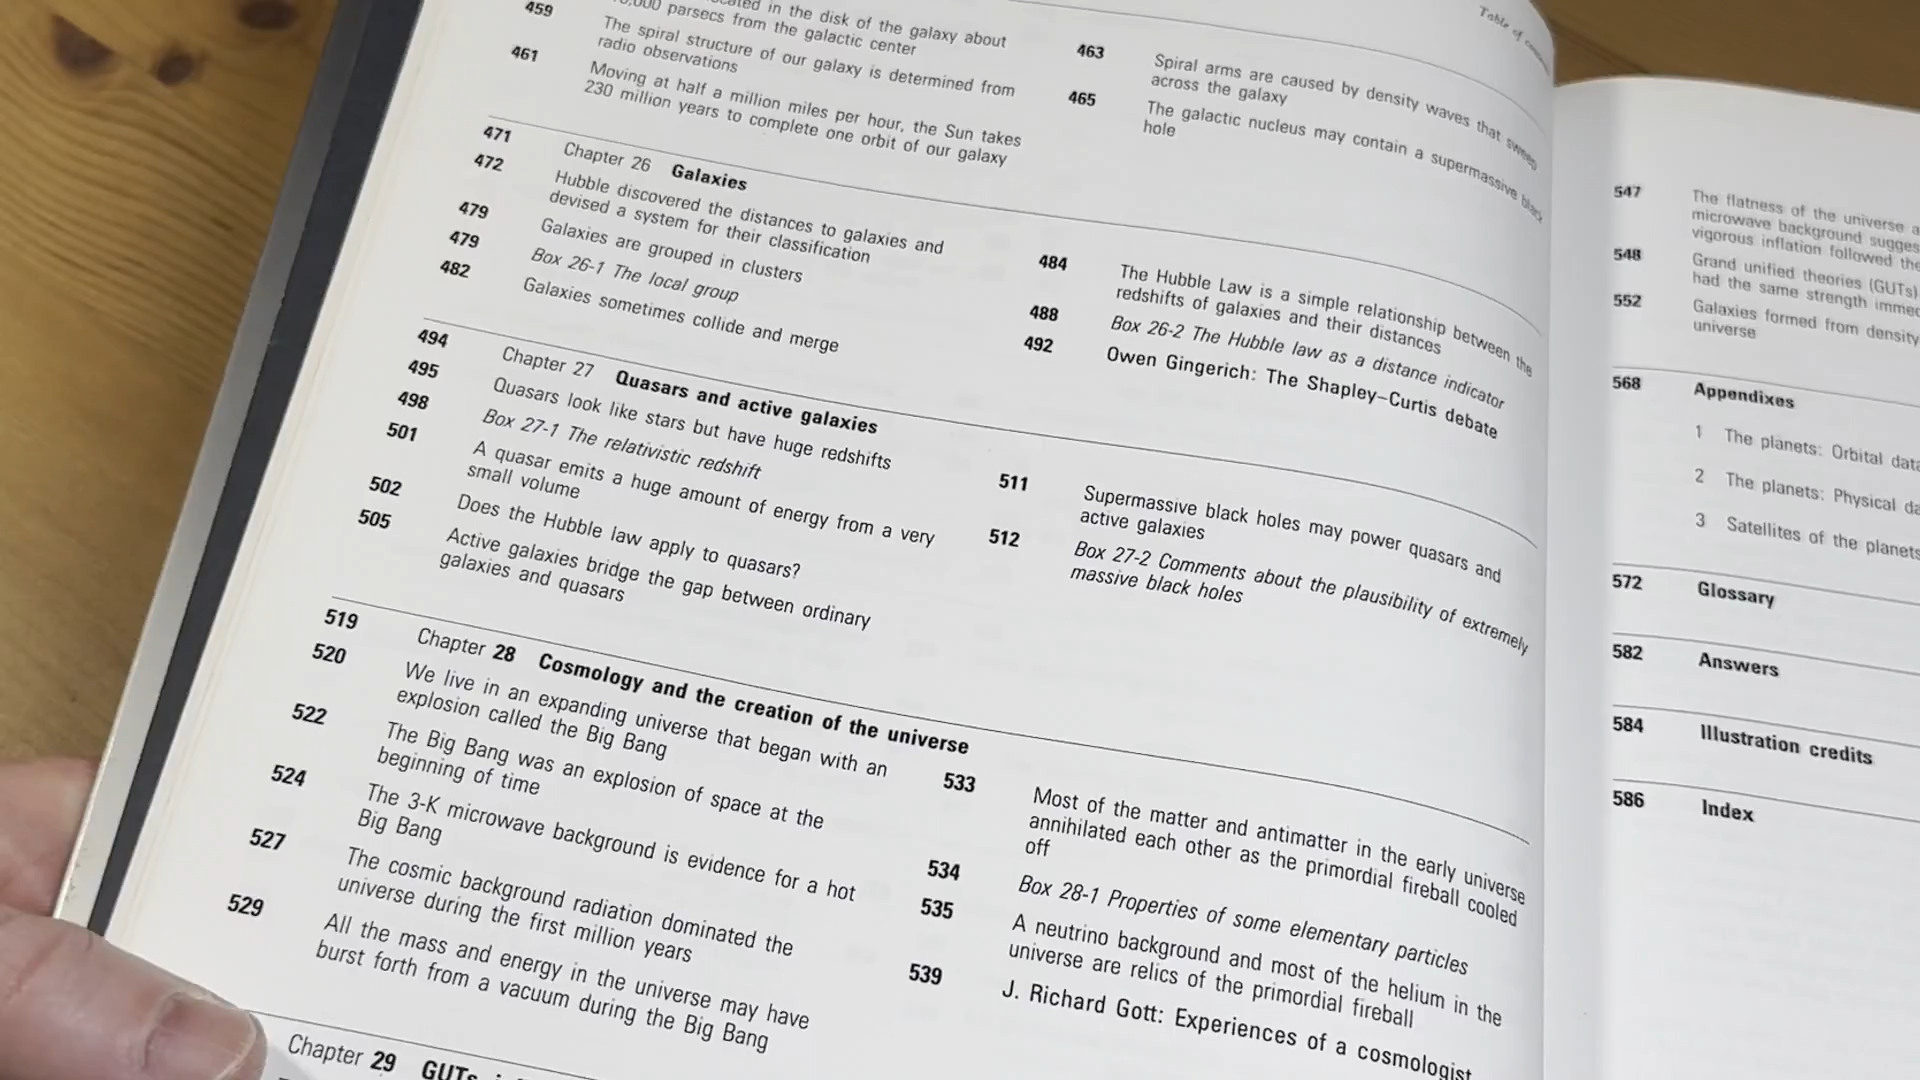 Table of
459
in the disk of the galaxy about
parsecs from the galactic center
The spiral structure of our galaxy is determined from
radio observations
461
Moving at half a million miles per hour, the Sun takes
230 million years to complete one orbit of our galaxy
463
Spiral arms are caused by density waves that sweep
across the galaxy
465
The galactic nucleus may contain a supermassive black
hole
471 Chapter 26 Galaxies
472 Hubble discovered the distances to galaxies and
devised a system for their classification
479 Galaxies are grouped in clusters
479 Box 26-1 The local group
482 Galaxies sometimes collide and merge
484 The Hubble Law is a simple relationship between the
redshifts of galaxies and their distances
488 Box 26-2 The Hubble law as a distance indicator
492 Owen Gingerich: The Shapley–Curtis debate
494 Chapter 27 Quasars and active galaxies
495 Quasars look like stars but have huge redshifts
498 Box 27-1 The relativistic redshift
501 A quasar emits a huge amount of energy from a very
small volume
502 Does the Hubble law apply to quasars?
505 Active galaxies bridge the gap between ordinary
galaxies and quasars
511 Supermassive black holes may power quasars and
active galaxies
512 Box 27-2 Comments about the plausibility of extremely
massive black holes
519 Chapter 28 Cosmology and the creation of the universe
520 We live in an expanding universe that began with an
explosion called the Big Bang
522 The Big Bang was an explosion of space at the
beginning of time
524 The 3-K microwave background is evidence for a hot
Big Bang
527 The cosmic background radiation dominated the
universe during the first million years
529 All the mass and energy in the universe may have
burst forth from a vacuum during the Big Bang
533 Most of the matter and antimatter in the early universe
annihilated each other as the primordial fireball cooled
off
534 Box 28-1 Properties of some elementary particles
535 A neutrino background and most of the helium in the
universe are relics of the primordial fireball
539 J. Richard Gott: Experiences of a cosmologist
Chapter 29 GUTs
547 The flatness of the universe
microwave background
vigorous inflation followed the
548 Grand unified theories (GUTs)
had the same strength
552 Galaxies formed from density
universe
568 Appendixes
1 The planets: Orbital data
2 The planets: Physical
3 Satellites of the planets
572 Glossary
582 Answers
584 Illustration credits
586 Index